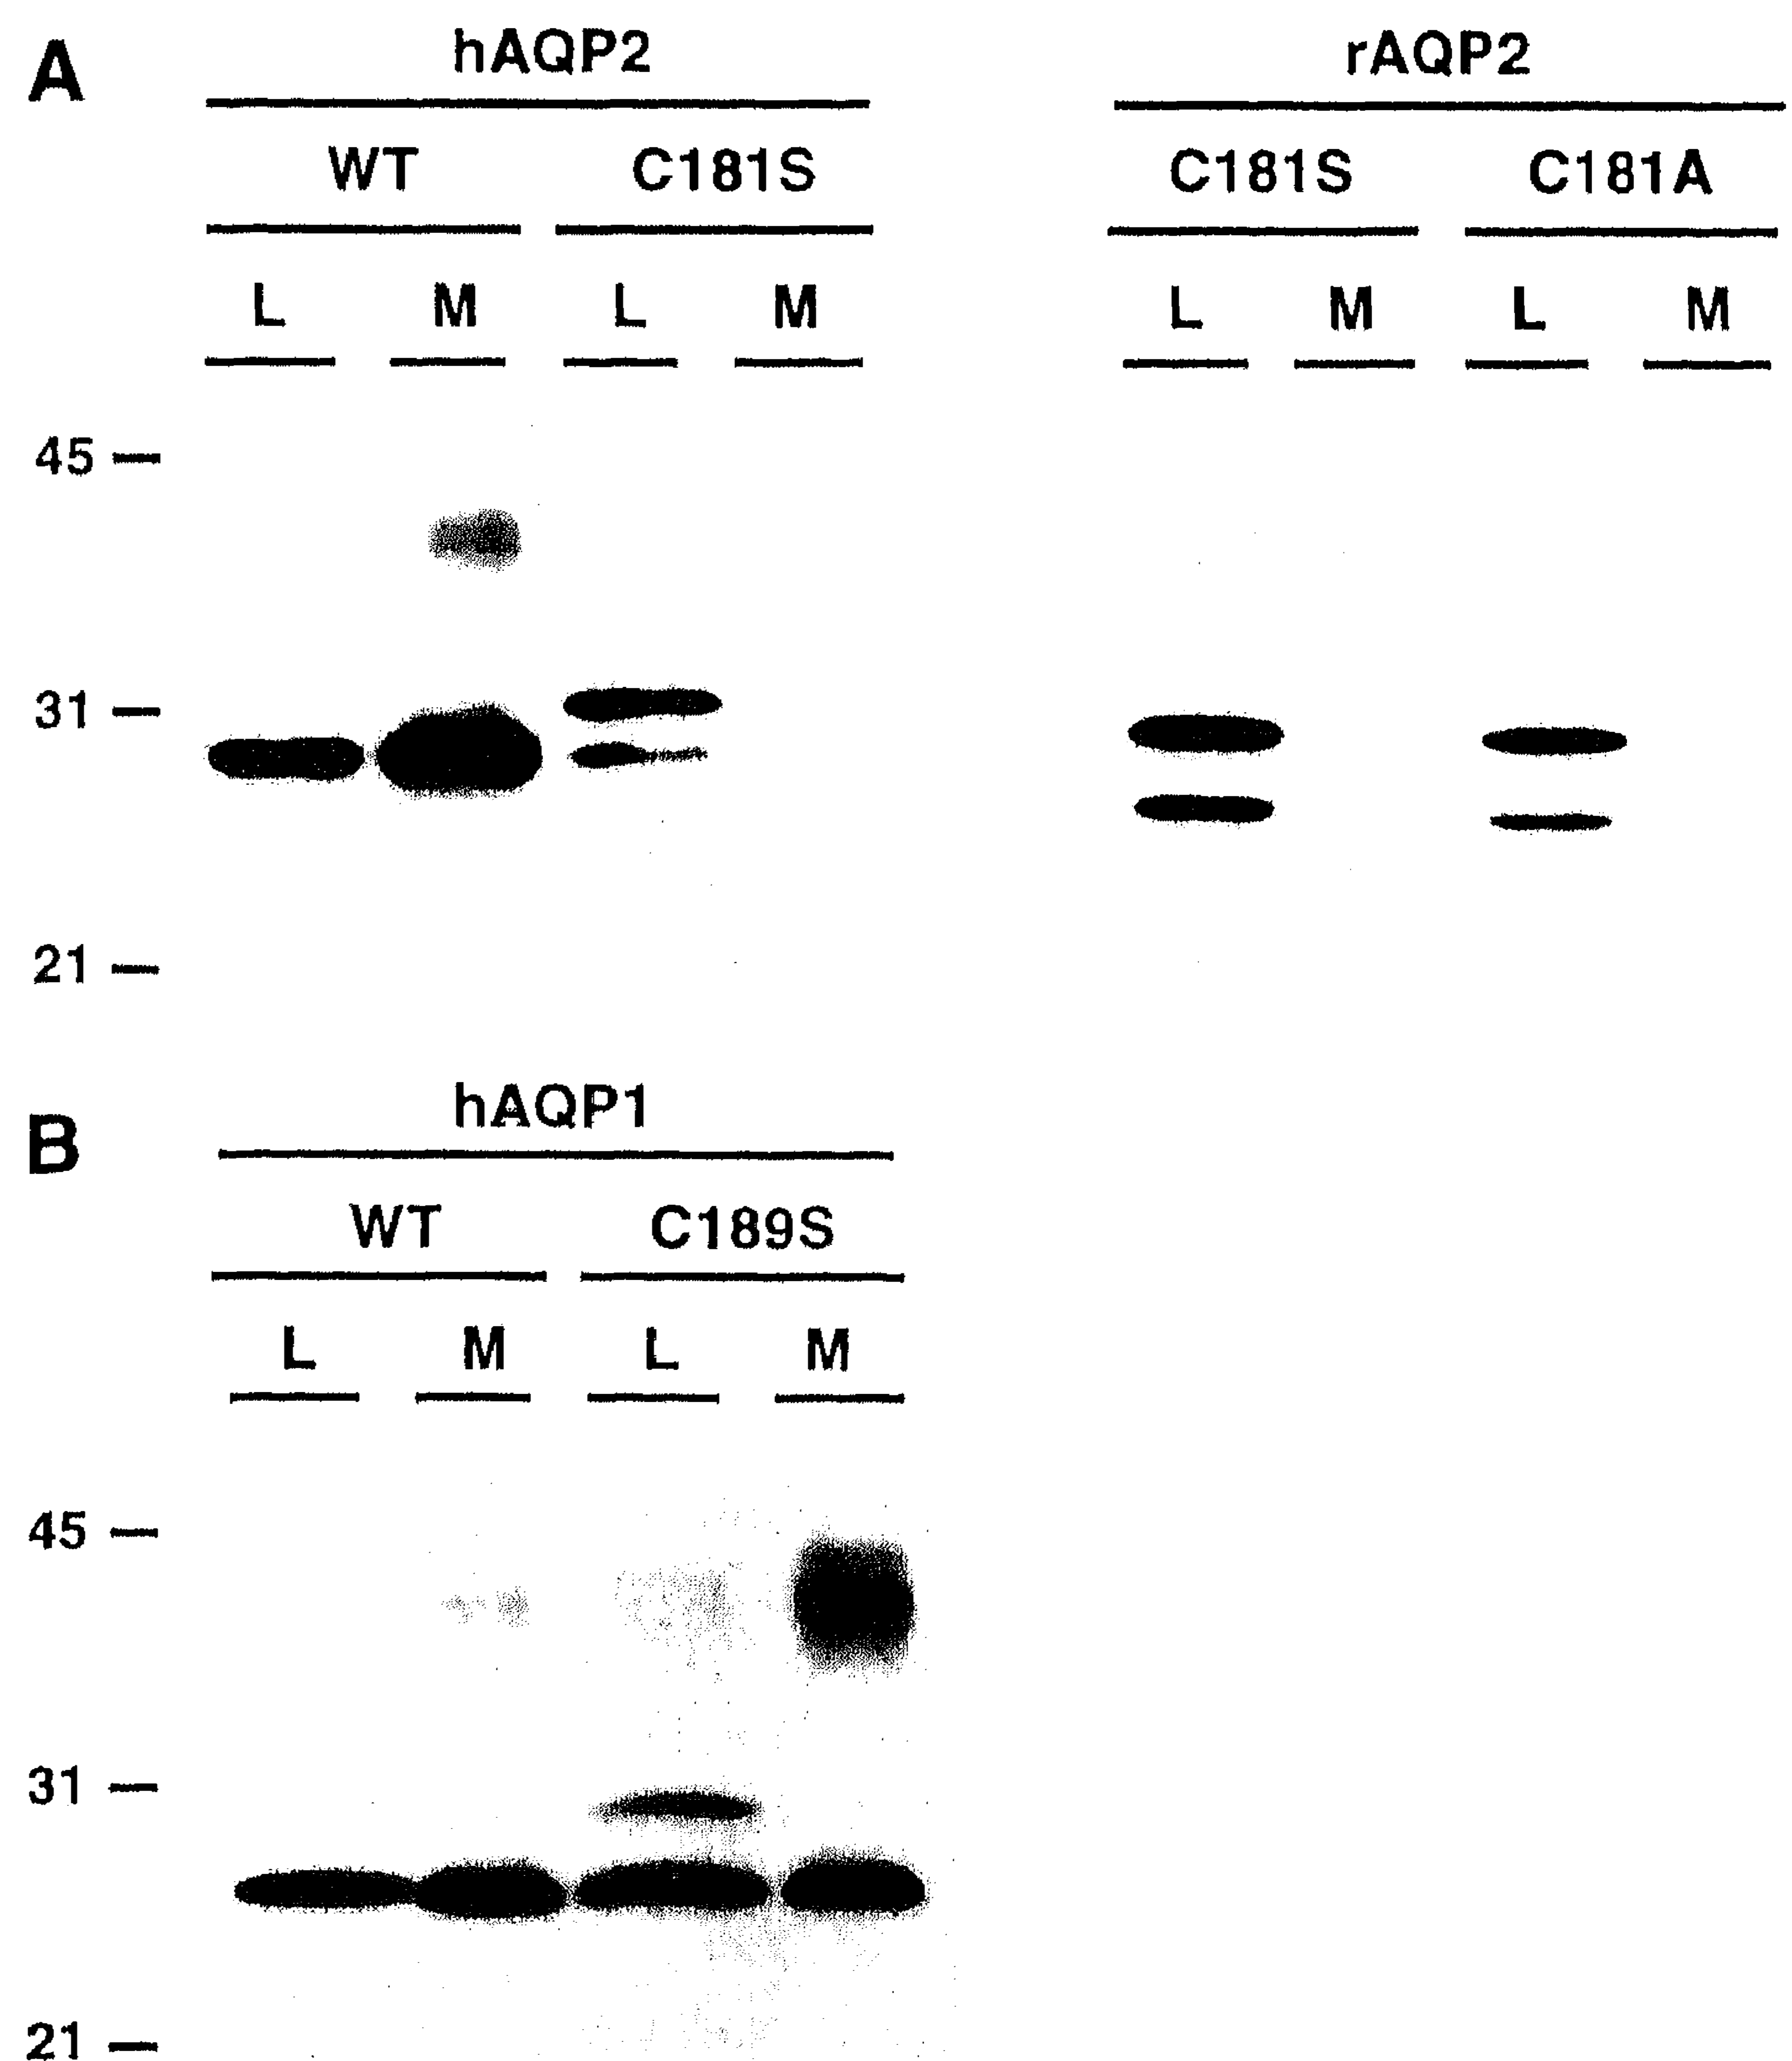 A
hAQP2 rAQP2
WT C181S C181S C181A
L M L M L M L M
45
31
21
B
hAQP1
WT C189S
L M L M
45
31
21